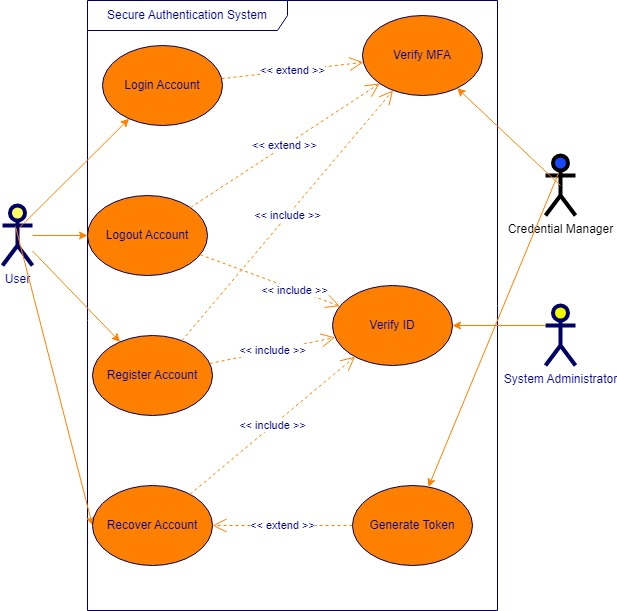 Secure Authentication System
Login Account
<< extend >>
Verify MFA
<< extend >>
<< include >>
Logout Account
Credential Manager
User
<< include >>
Verify ID
<< include >>
Register Account
System Administrator
<< include >>
Recover Account
<< extend >>
Generate Token